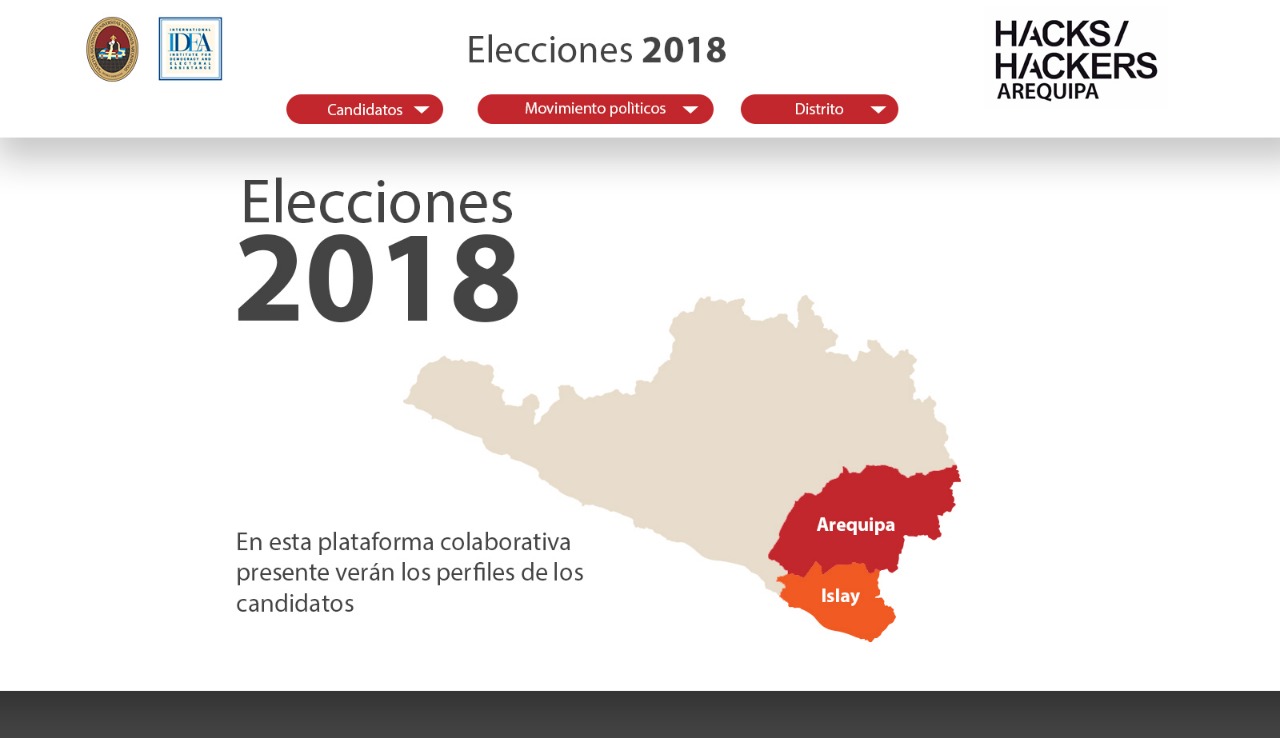 INTERNATIONAL
IDEA
INSTITUTE FOR
DEMOCRACY AND
ELECTORAL
ASSISTANCE
Elecciones 2018
HACKS/
HACKERS
AREQUIPA
Candidatos
Movimiento polìticos
Distrito
Elecciones
2018
Arequipa
Islay
En esta plataforma colaborativa
presente verán los perfiles de los
candidatos